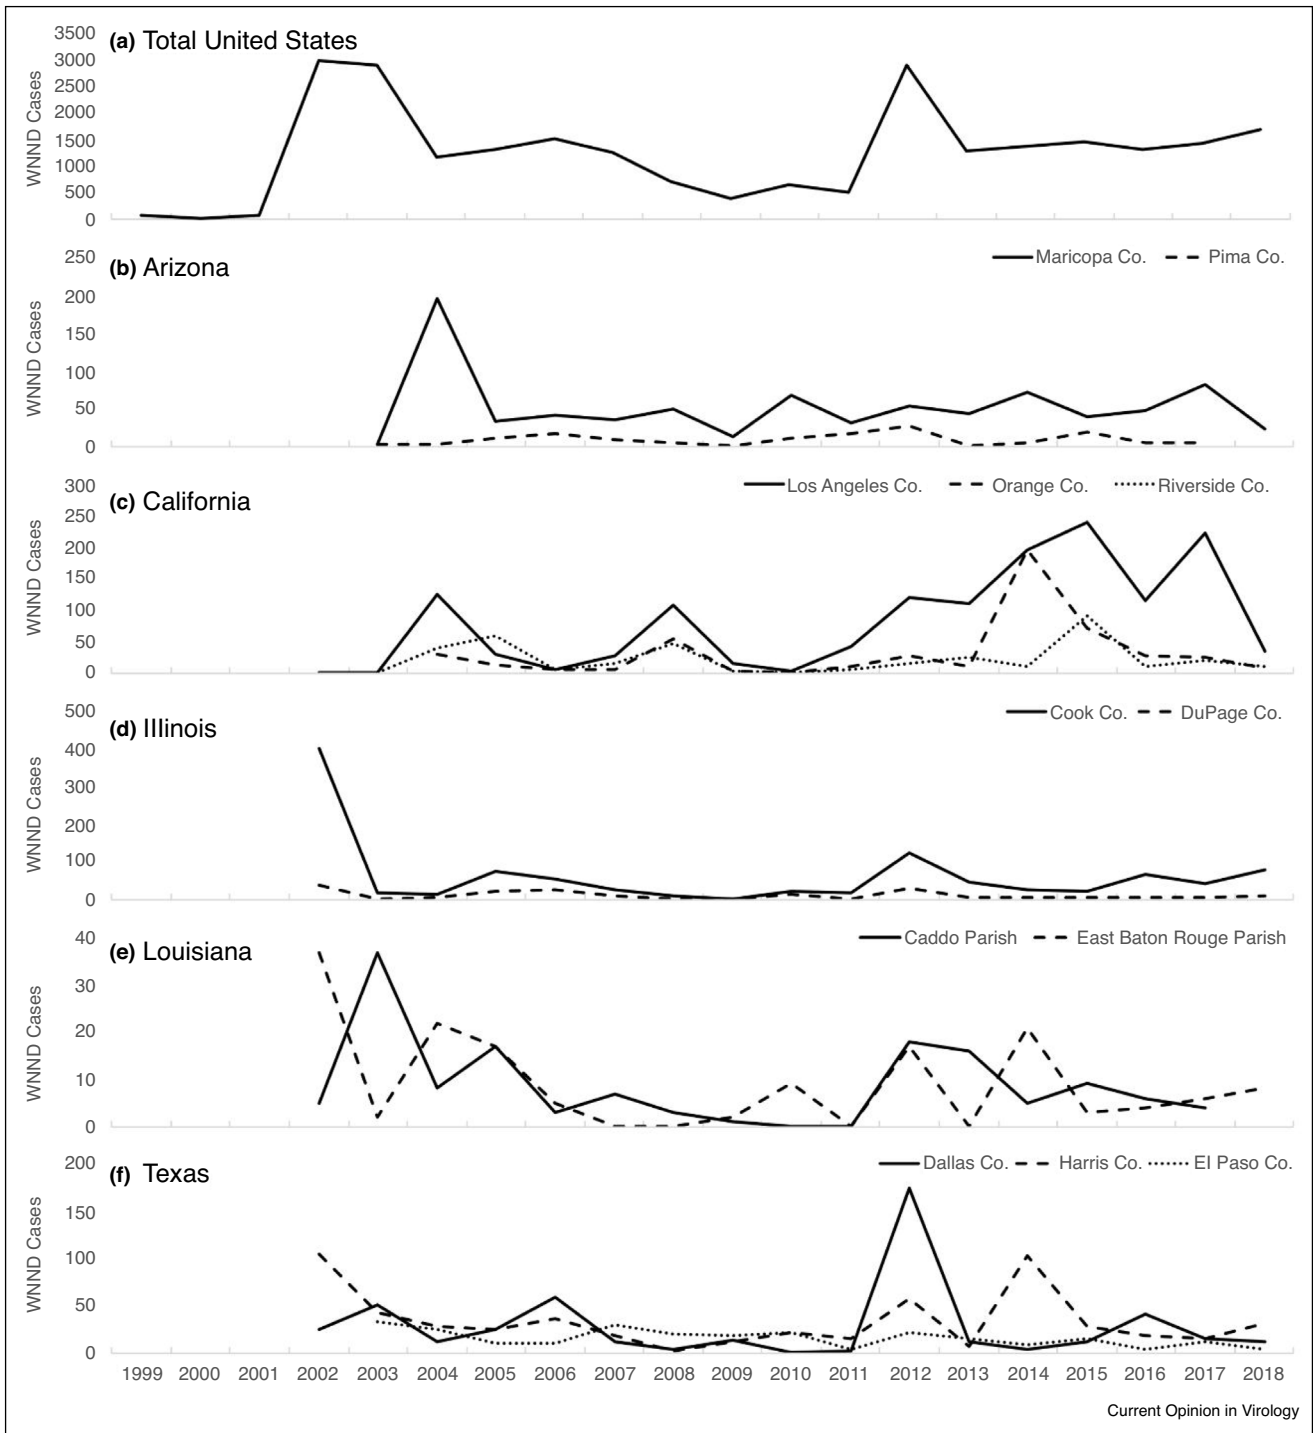 (a) Total United States
WNND Cases
3500
3000
2500
2000
1500
1000
500
0
(b) Arizona
Maricopa Co. Pima Co.
WNND Cases
250
200
150
100
50
0
(c) California
Los Angeles Co. Orange Co. Riverside Co.
WNND Cases
300
250
200
150
100
50
0
(d) Illinois
Cook Co. DuPage Co.
WNND Cases
500
400
300
200
100
0
(e) Louisiana
Caddo Parish East Baton Rouge Parish
WNND Cases
40
30
20
10
0
(f) Texas
Dallas Co. Harris Co. El Paso Co.
WNND Cases
200
150
100
50
0
1999 2000 2001 2002 2003 2004 2005 2006 2007 2008 2009 2010 2011 2012 2013 2014 2015 2016 2017 2018
Current Opinion in Virology